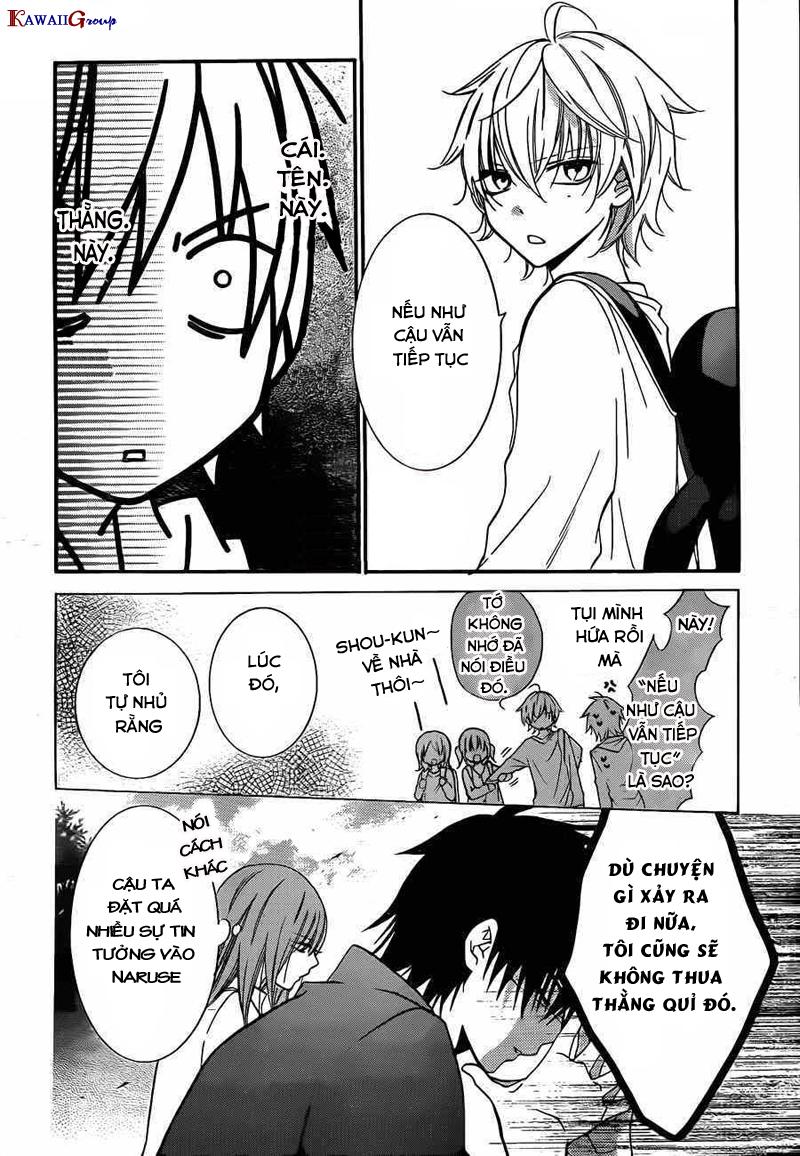 KAWAIIGroup
NẾU NHƯ
CẬU VẪN
TIẾP TỤC
CÁI.
TÊN.
NÀY.
THẰNG.
NÀY.
NÀY!
“NẾU
NHƯ CẬU
VẪN TIẾP
TỤC”
LÀ SAO?
TỤI MÌNH
HỨA RỒI
MÀ
TỚ
KHÔNG
NHỚ ĐÃ
NÓI ĐIỀU
ĐÓ.
SHOU-KUN~
VỀ NHÀ
THÔI~
LÚC
ĐÓ,
TÔI
TỰ NHỦ
RẰNG
DÙ CHUYỆN
GÌ XẢY RA
ĐI NỮA,
TÔI CŨNG SẼ
KHÔNG THUA
THẰNG QUỈ ĐÓ.
NÓI
CÁCH
KHÁC
CẬU TA
ĐẶT QUÁ
NHIỀU SỰ TIN
TƯỞNG VÀO
NARUSE